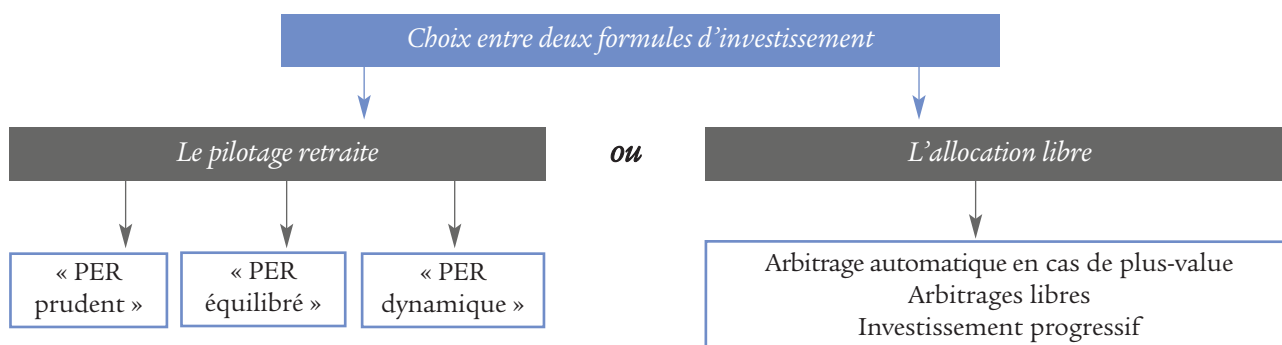 Choix entre deux formules d’investissement
Le pilotage retraite
ou
L’allocation libre
« PER
prudent »
« PER
équilibré »
« PER
dynamique »
Arbitrage automatique en cas de plus-value
Arbitrages libres
Investissement progressif